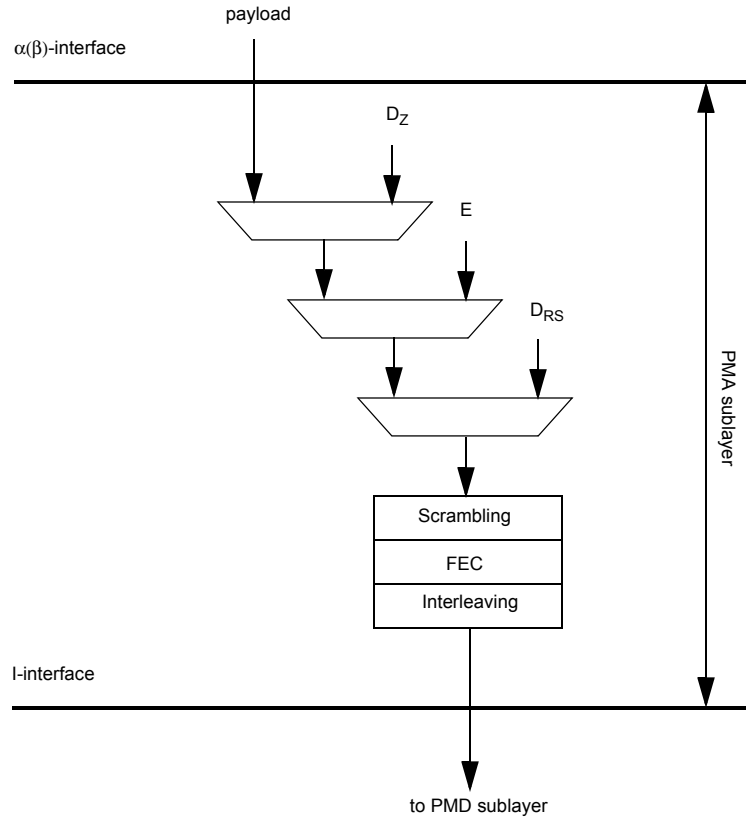 payload
α(β)-interface
D_Z
E
D_RS
PMA sublayer
Scrambling
FEC
Interleaving
I-interface
to PMD sublayer